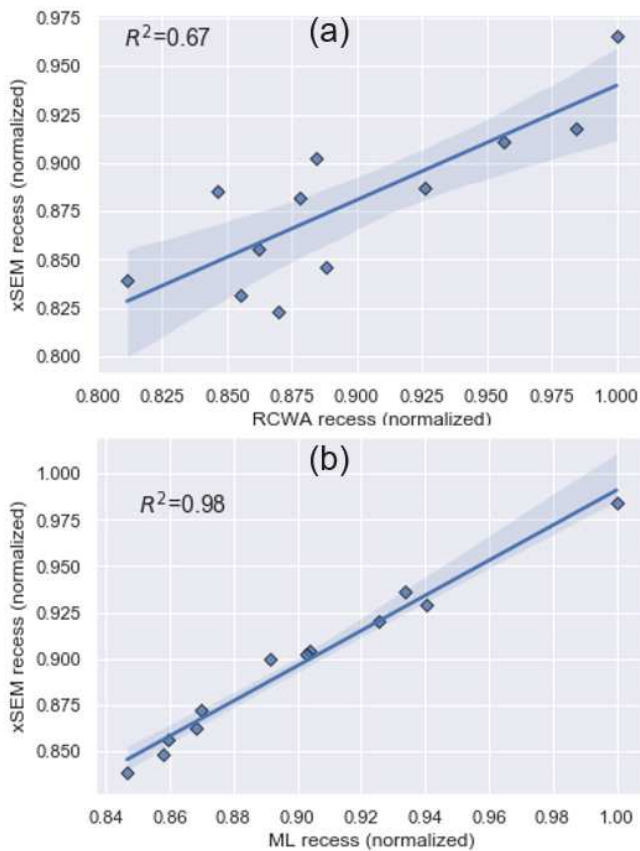 0.975
R²=0.67
(a)
0.950
0.925
0.900
0.875
0.850
0.825
0.800
xSEM recess (normalized)
0.800 0.825 0.850 0.875 0.900 0.925 0.950 0.975 1.000
RCWA recess (normalized)
(b)
1.000
R²=0.98
0.975
0.950
0.925
0.900
0.875
0.850
xSEM recess (normalized)
0.84 0.86 0.88 0.90 0.92 0.94 0.96 0.98 1.00
ML recess (normalized)